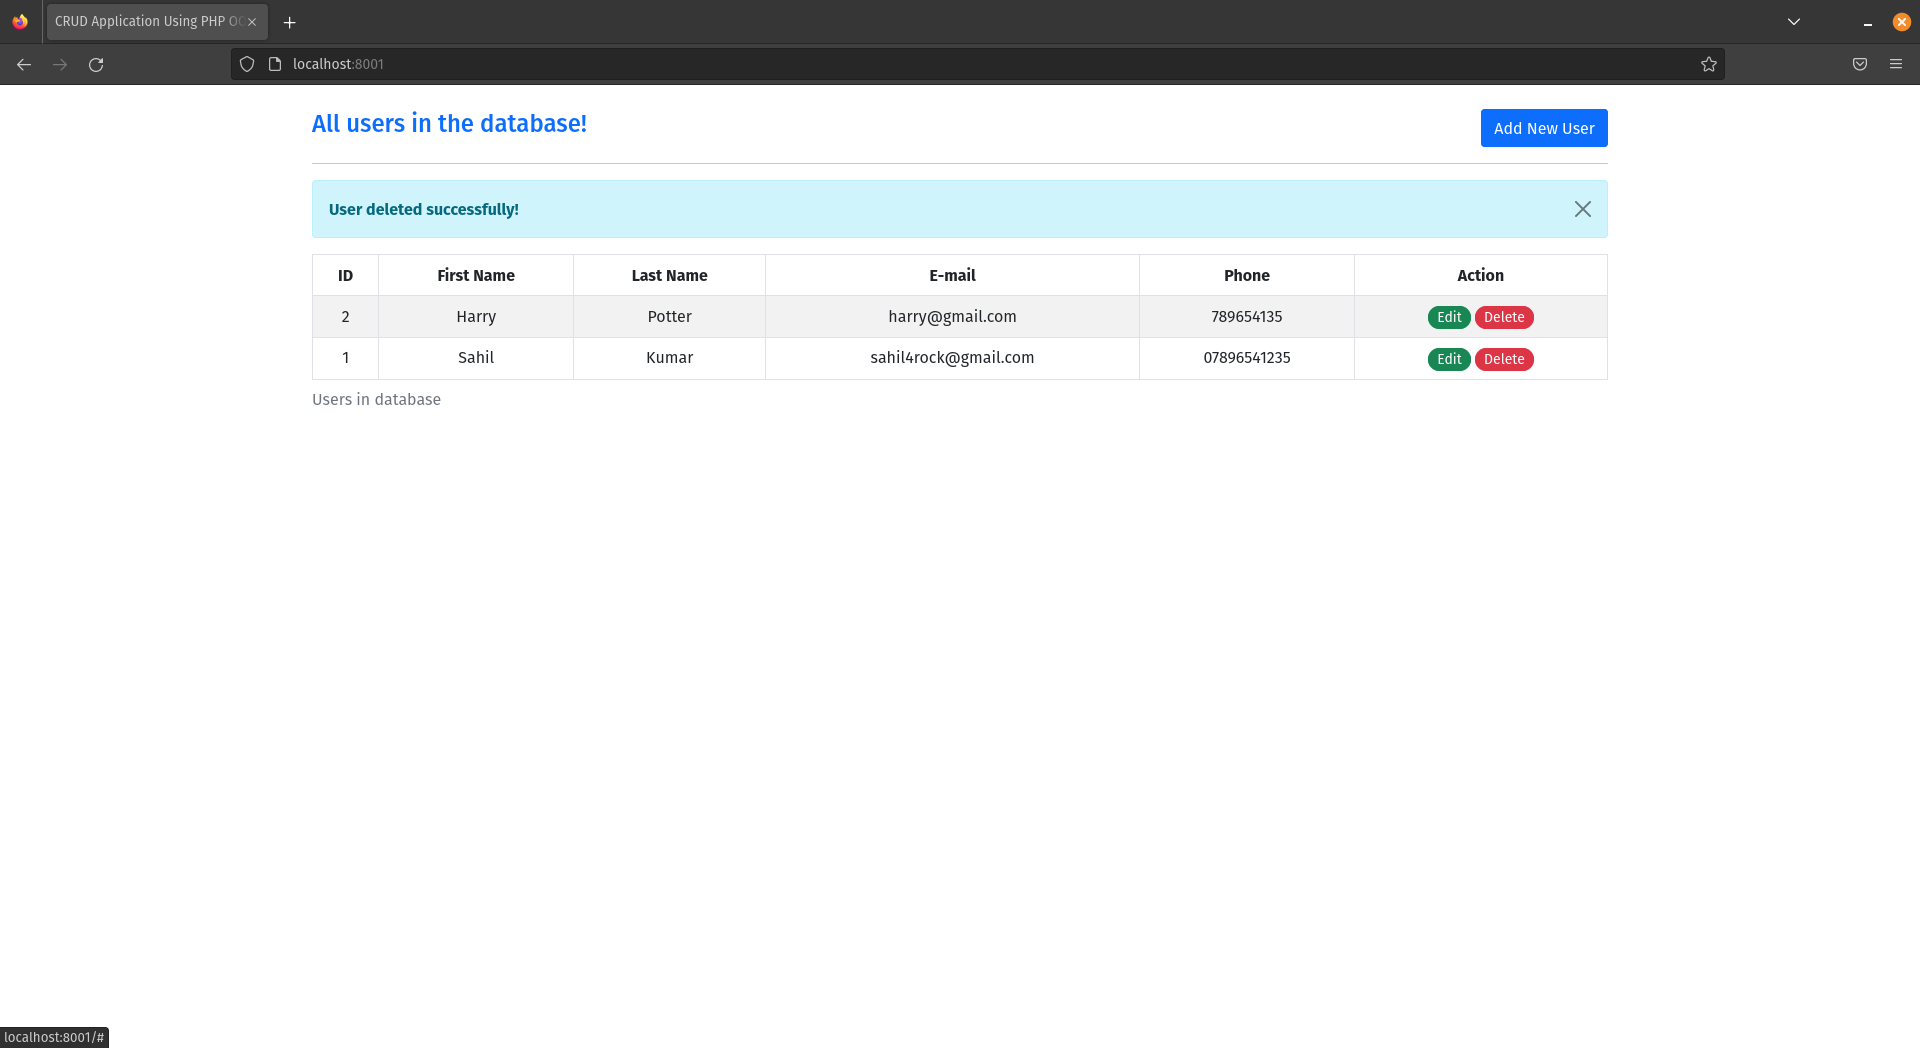 CRUD Application Using PHP OO
localhost:8001
All users in the database!
Add New User
User deleted successfully!
ID First Name Last Name E-mail Phone Action
2 Harry Potter harry@gmail.com 789654135 Edit Delete
1 Sahil Kumar sahil4rock@gmail.com 07896541235 Edit Delete
Users in database
localhost:8001/#